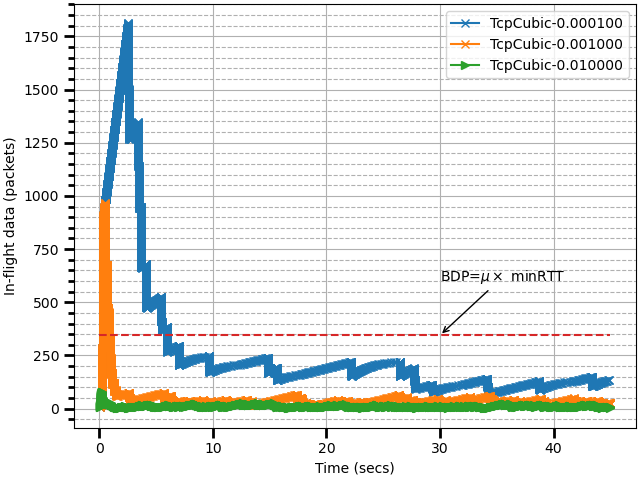 TcpCubic-0.000100
TcpCubic-0.001000
TcpCubic-0.010000
1750
1500
1250
1000
750
500
250
0
In-flight data (packets)
BDP=μ× minRTT
0 10 20 30 40
Time (secs)